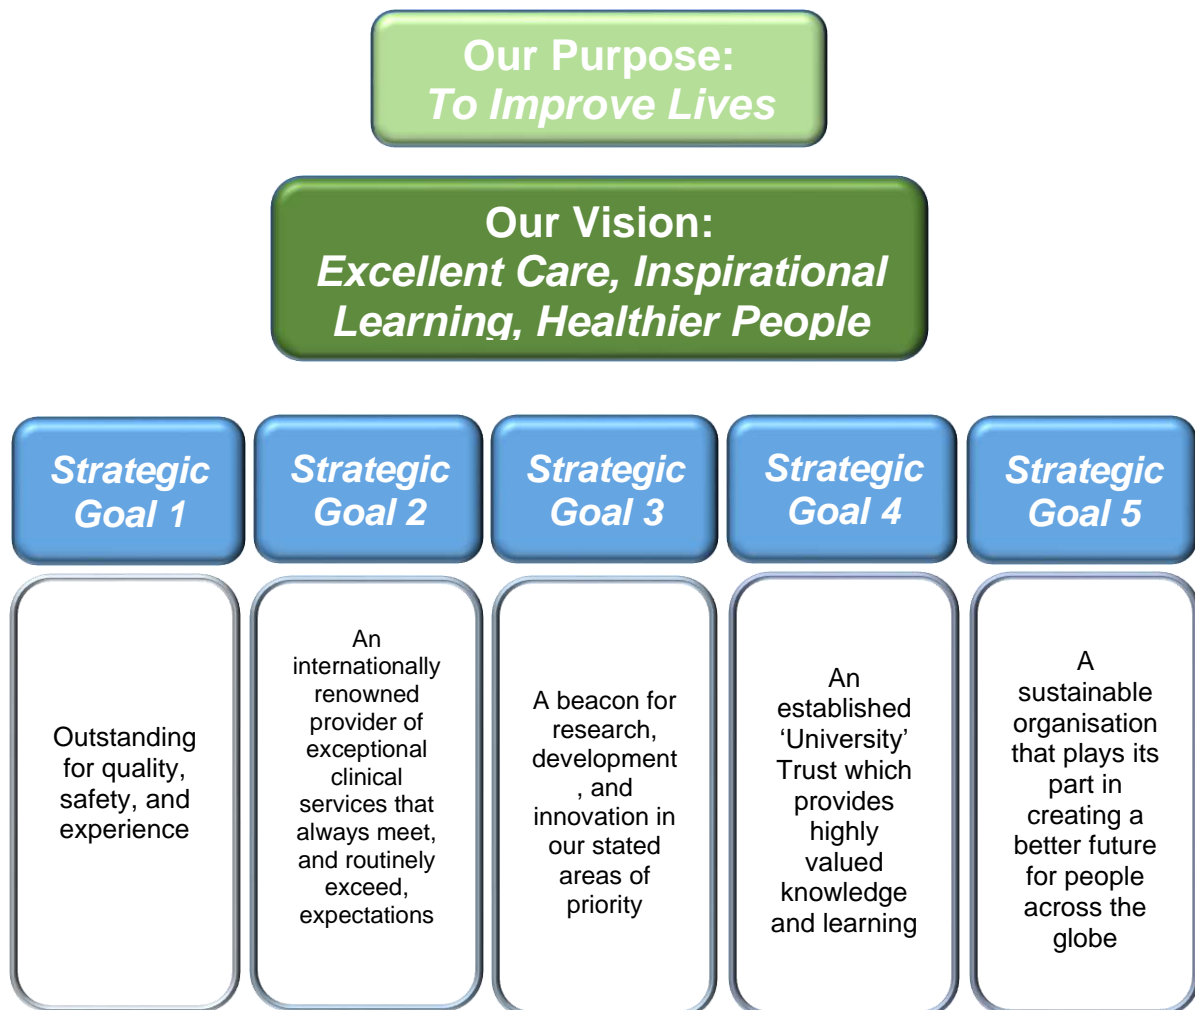 Our Purpose:
To Improve Lives
Our Vision:
Excellent Care, Inspirational
Learning, Healthier People
Strategic
Goal 1
Strategic
Goal 2
Strategic
Goal 3
Strategic
Goal 4
Strategic
Goal 5
Outstanding
for quality,
safety, and
experience
An
internationally
renowned
provider of
exceptional
clinical
services that
always meet,
and routinely
exceed,
expectations
A beacon for
research,
development
, and
innovation in
our stated
areas of
priority
An
established
‘University’
Trust which
provides
highly
valued
knowledge
and learning
A
sustainable
organisation
that plays its
part in
creating a
better future
for people
across the
globe